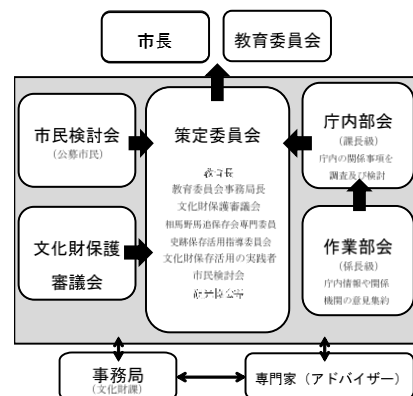 市長
教育委員会
市民検討会
(公募市民)
文化財保護
審議会
策定委員会
教育委員会事務局長
文化財保護審議会
相馬野馬追保存会専門委員
史跡保存活用指導委員会
文化財保存活用の実践者
市民検討会
庁内部会
(課長級)
庁内の関係事項を
調査及び検討
作業部会
(係長級)
庁内情報や関係
機関の意見集約
事務局
(文化財課)
専門家（アドバイザー）